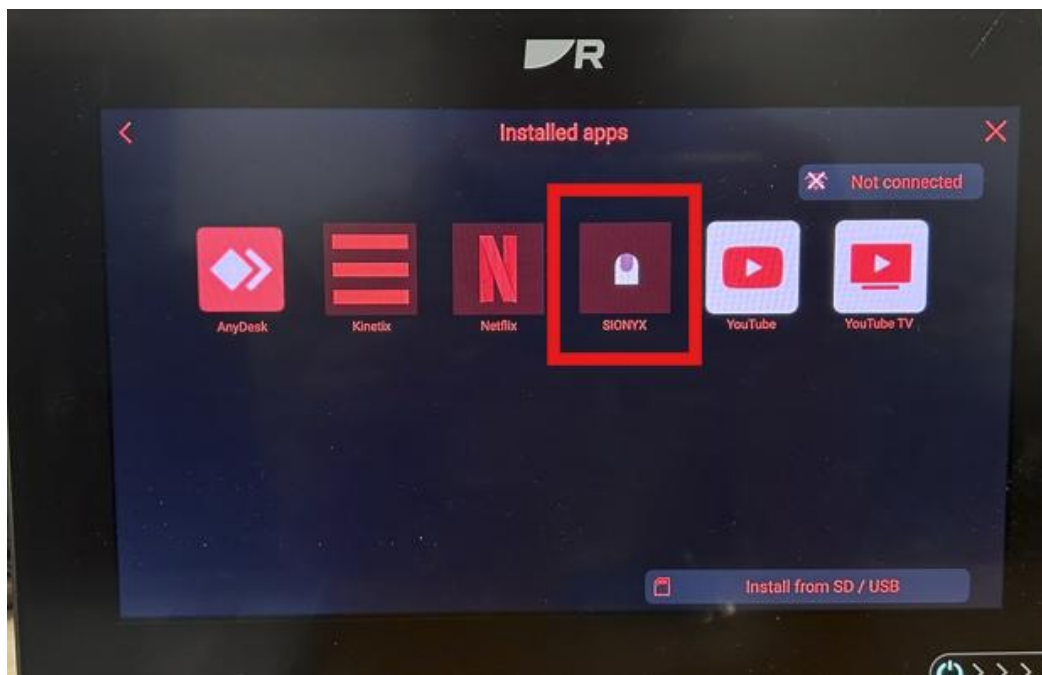 R
Installed apps
Not connected
AnyDesk
Kinetix
N
Netflix
SIONYX
YouTube
YouTube TV
Install from SD / USB